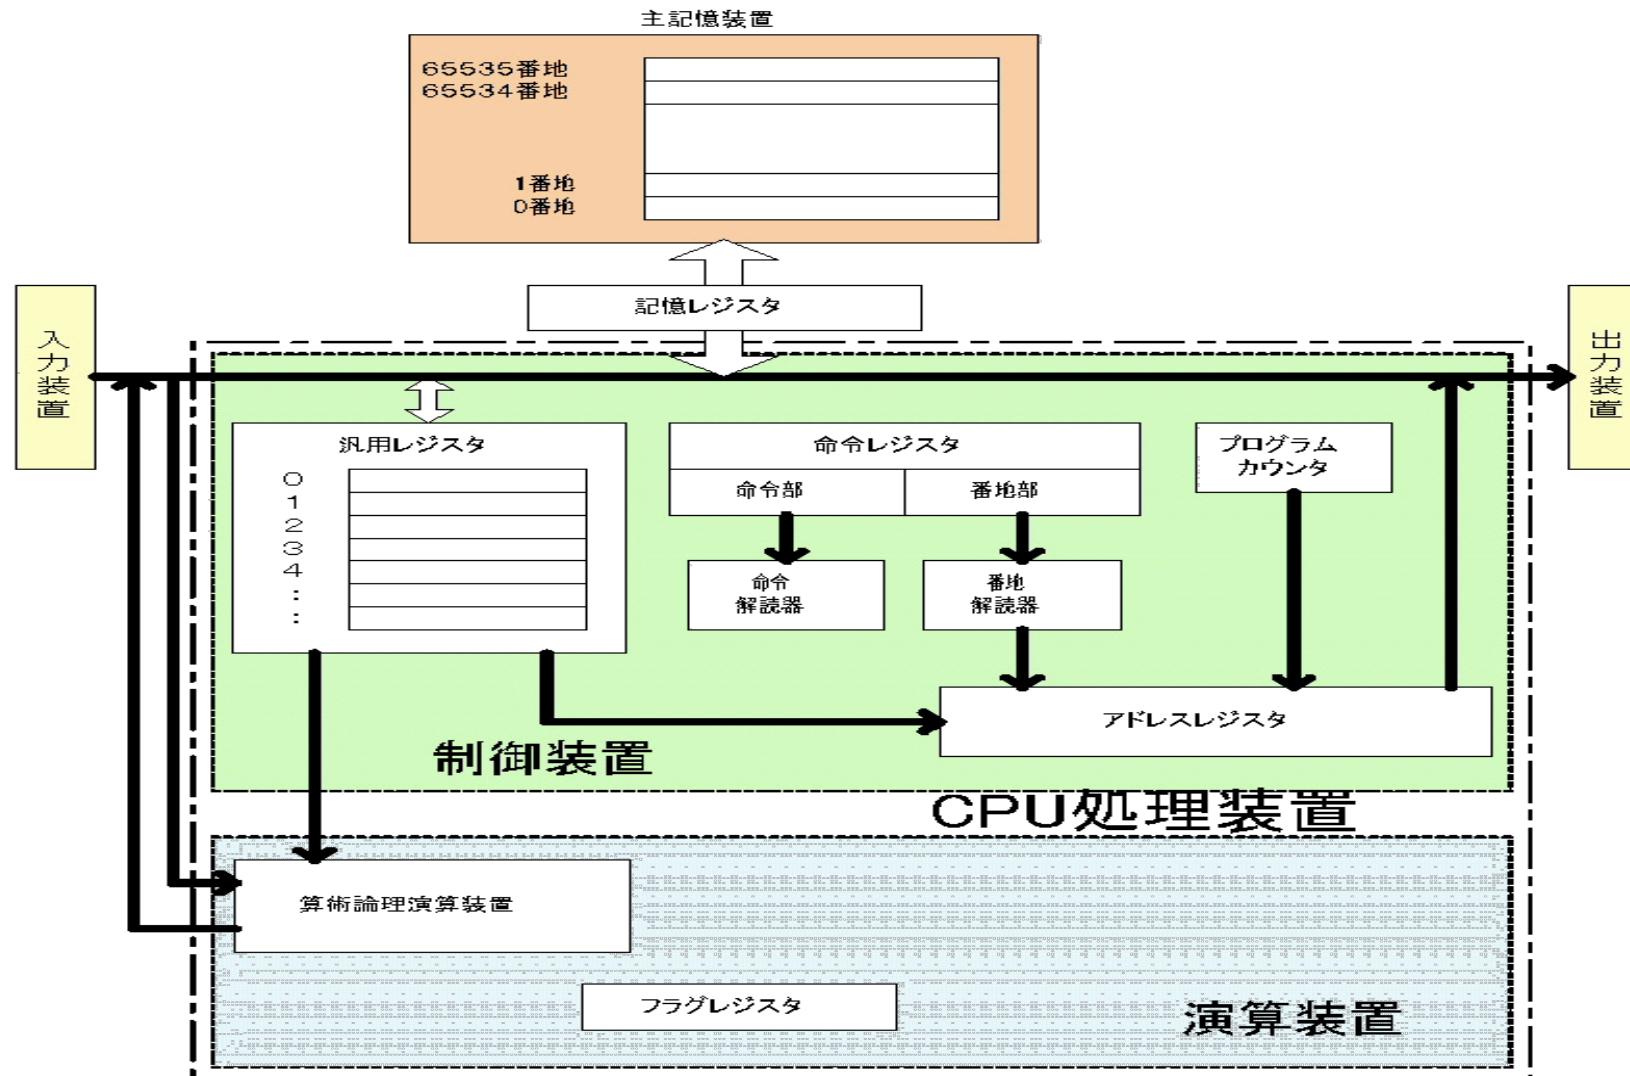 主記憶装置
65535番地
65534番地
1番地
0番地
記憶レジスタ
入力装置
出力装置
汎用レジスタ
0
1
2
3
4
:
:
命令レジスタ
命令部
番地部
命令
解読器
番地
解読器
プログラム
カウンタ
アドレスレジスタ
制御装置
CPU処理装置
算術論理演算装置
フラグレジスタ
演算装置